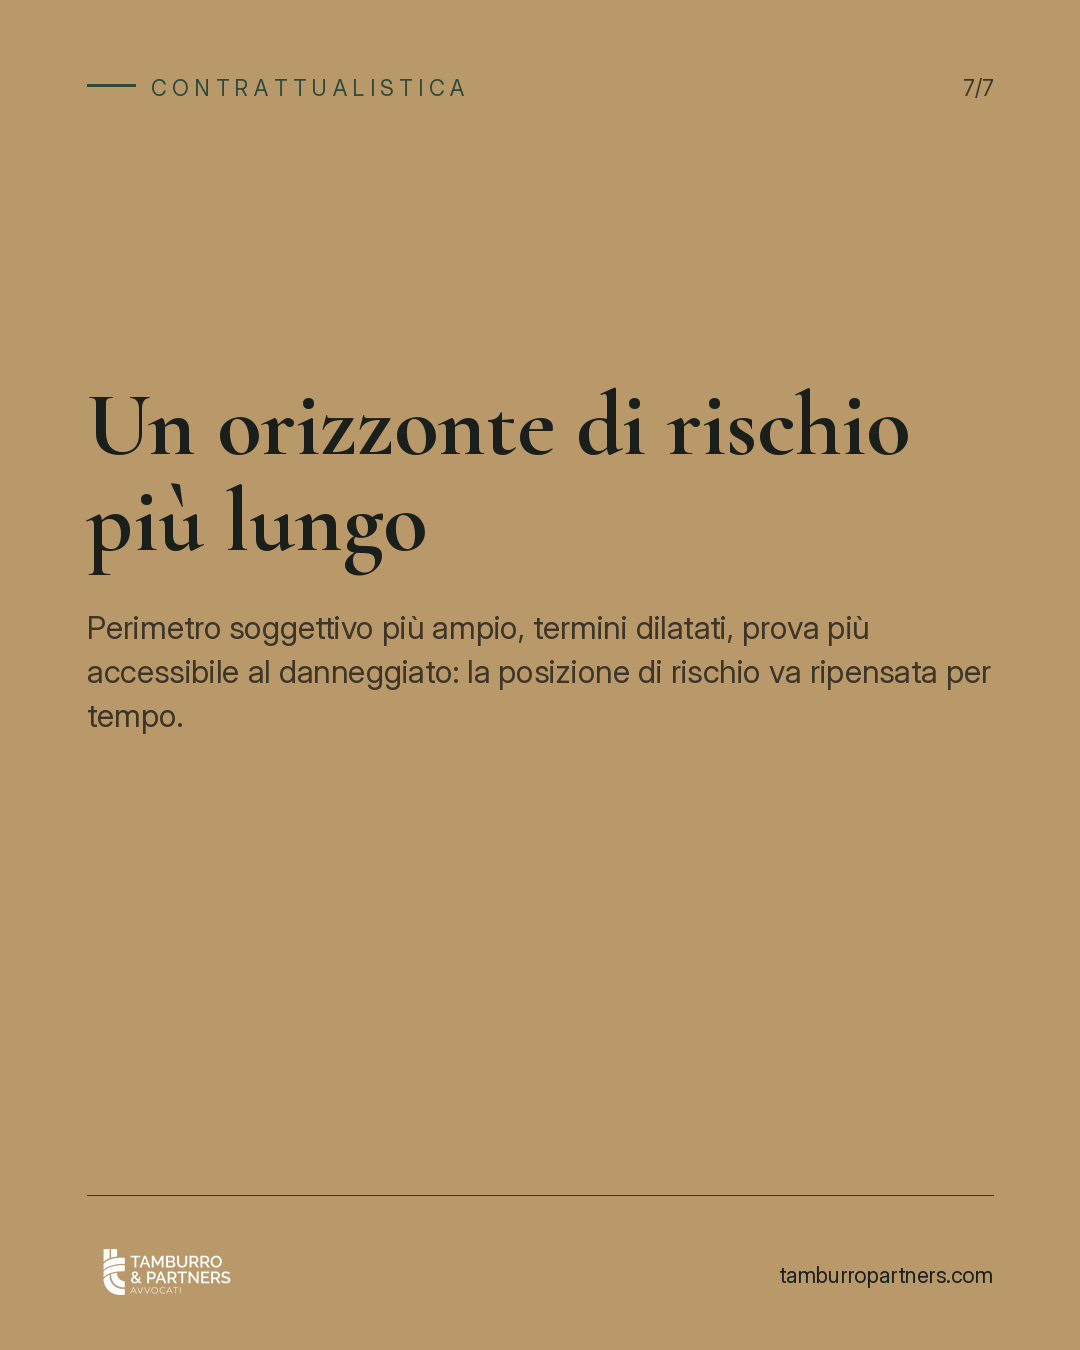 CONTRATTUALISTICA
7/7
Un orizzonte di rischio
più lungo
Perimetro soggettivo più ampio, termini dilatati, prova più
accessibile al danneggiato: la posizione di rischio va ripensata per
tempo.
TAMBURRO
& PARTNERS
AVVOCATI
tamburropartners.com